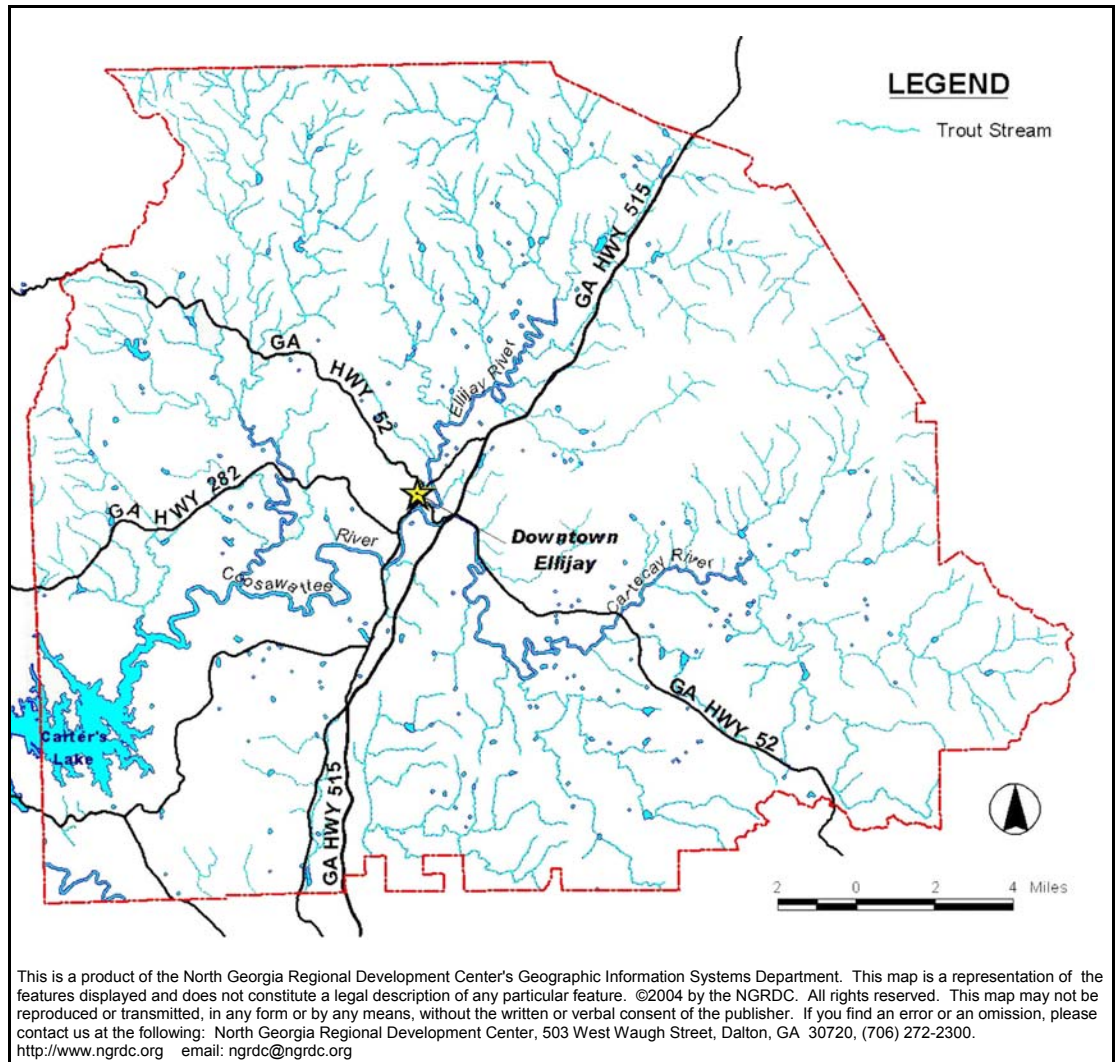 LEGEND
Trout Stream
GA HWY 515
Ellijay River
GA HWY. 52
GA HWY 282
River
Coosawattee
Downtown
Ellijay
Cartecay River
GA HWY 52
Carter's
Lake
GA HWY 515
2 0 2 4 Miles
This is a product of the North Georgia Regional Development Center's Geographic Information Systems Department. This map is a representation of the
features displayed and does not constitute a legal description of any particular feature. ©2004 by the NGRDC. All rights reserved. This map may not be
reproduced or transmitted, in any form or by any means, without the written or verbal consent of the publisher. If you find an error or an omission, please
contact us at the following: North Georgia Regional Development Center, 503 West Waugh Street, Dalton, GA 30720, (706) 272-2300.
http://www.ngrdc.org email: ngrdc@ngrdc.org